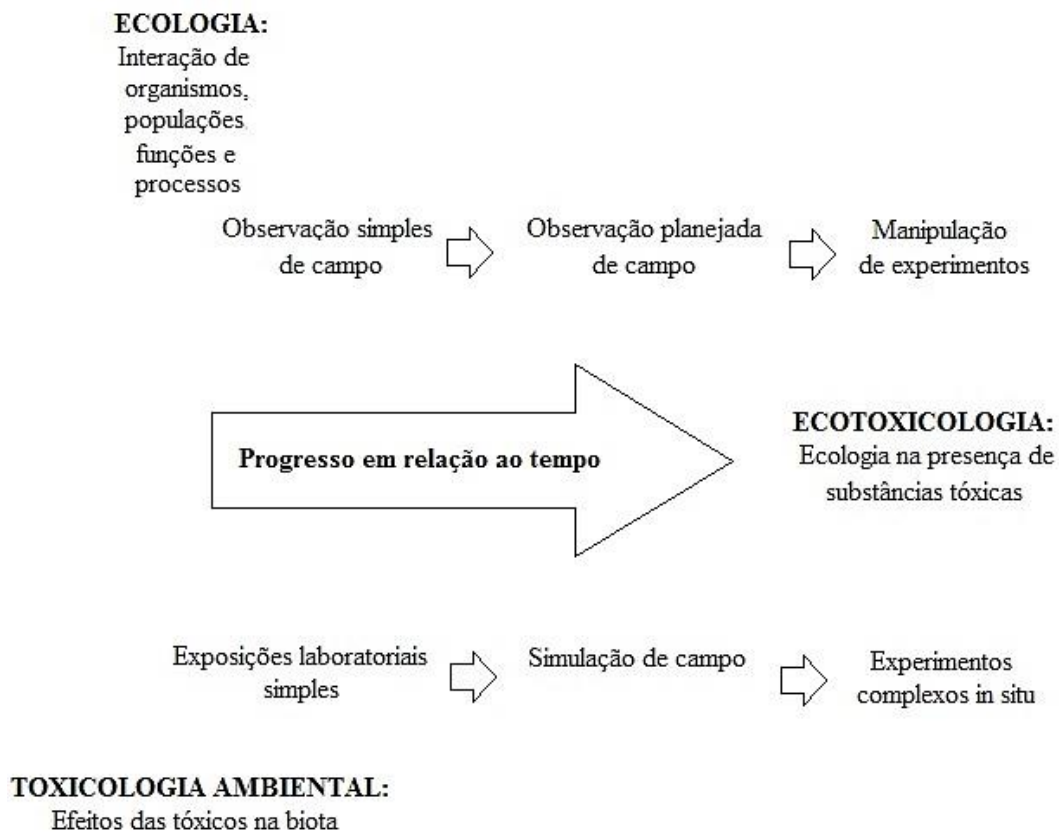 ECOLOGIA:
Interação de
organismos,
populações
funções e
processos
Observação simples
de campo
Observação planejada
de campo
Manipulação
de experimentos
Progresso em relação ao tempo
ECOTOXICOLOGIA:
Ecologia na presença de
substâncias tóxicas
Exposições laboratoriais
simples
Simulação de campo
Experimentos
complexos in situ
TOXICOLOGIA AMBIENTAL:
Efeitos das tóxicos na biota